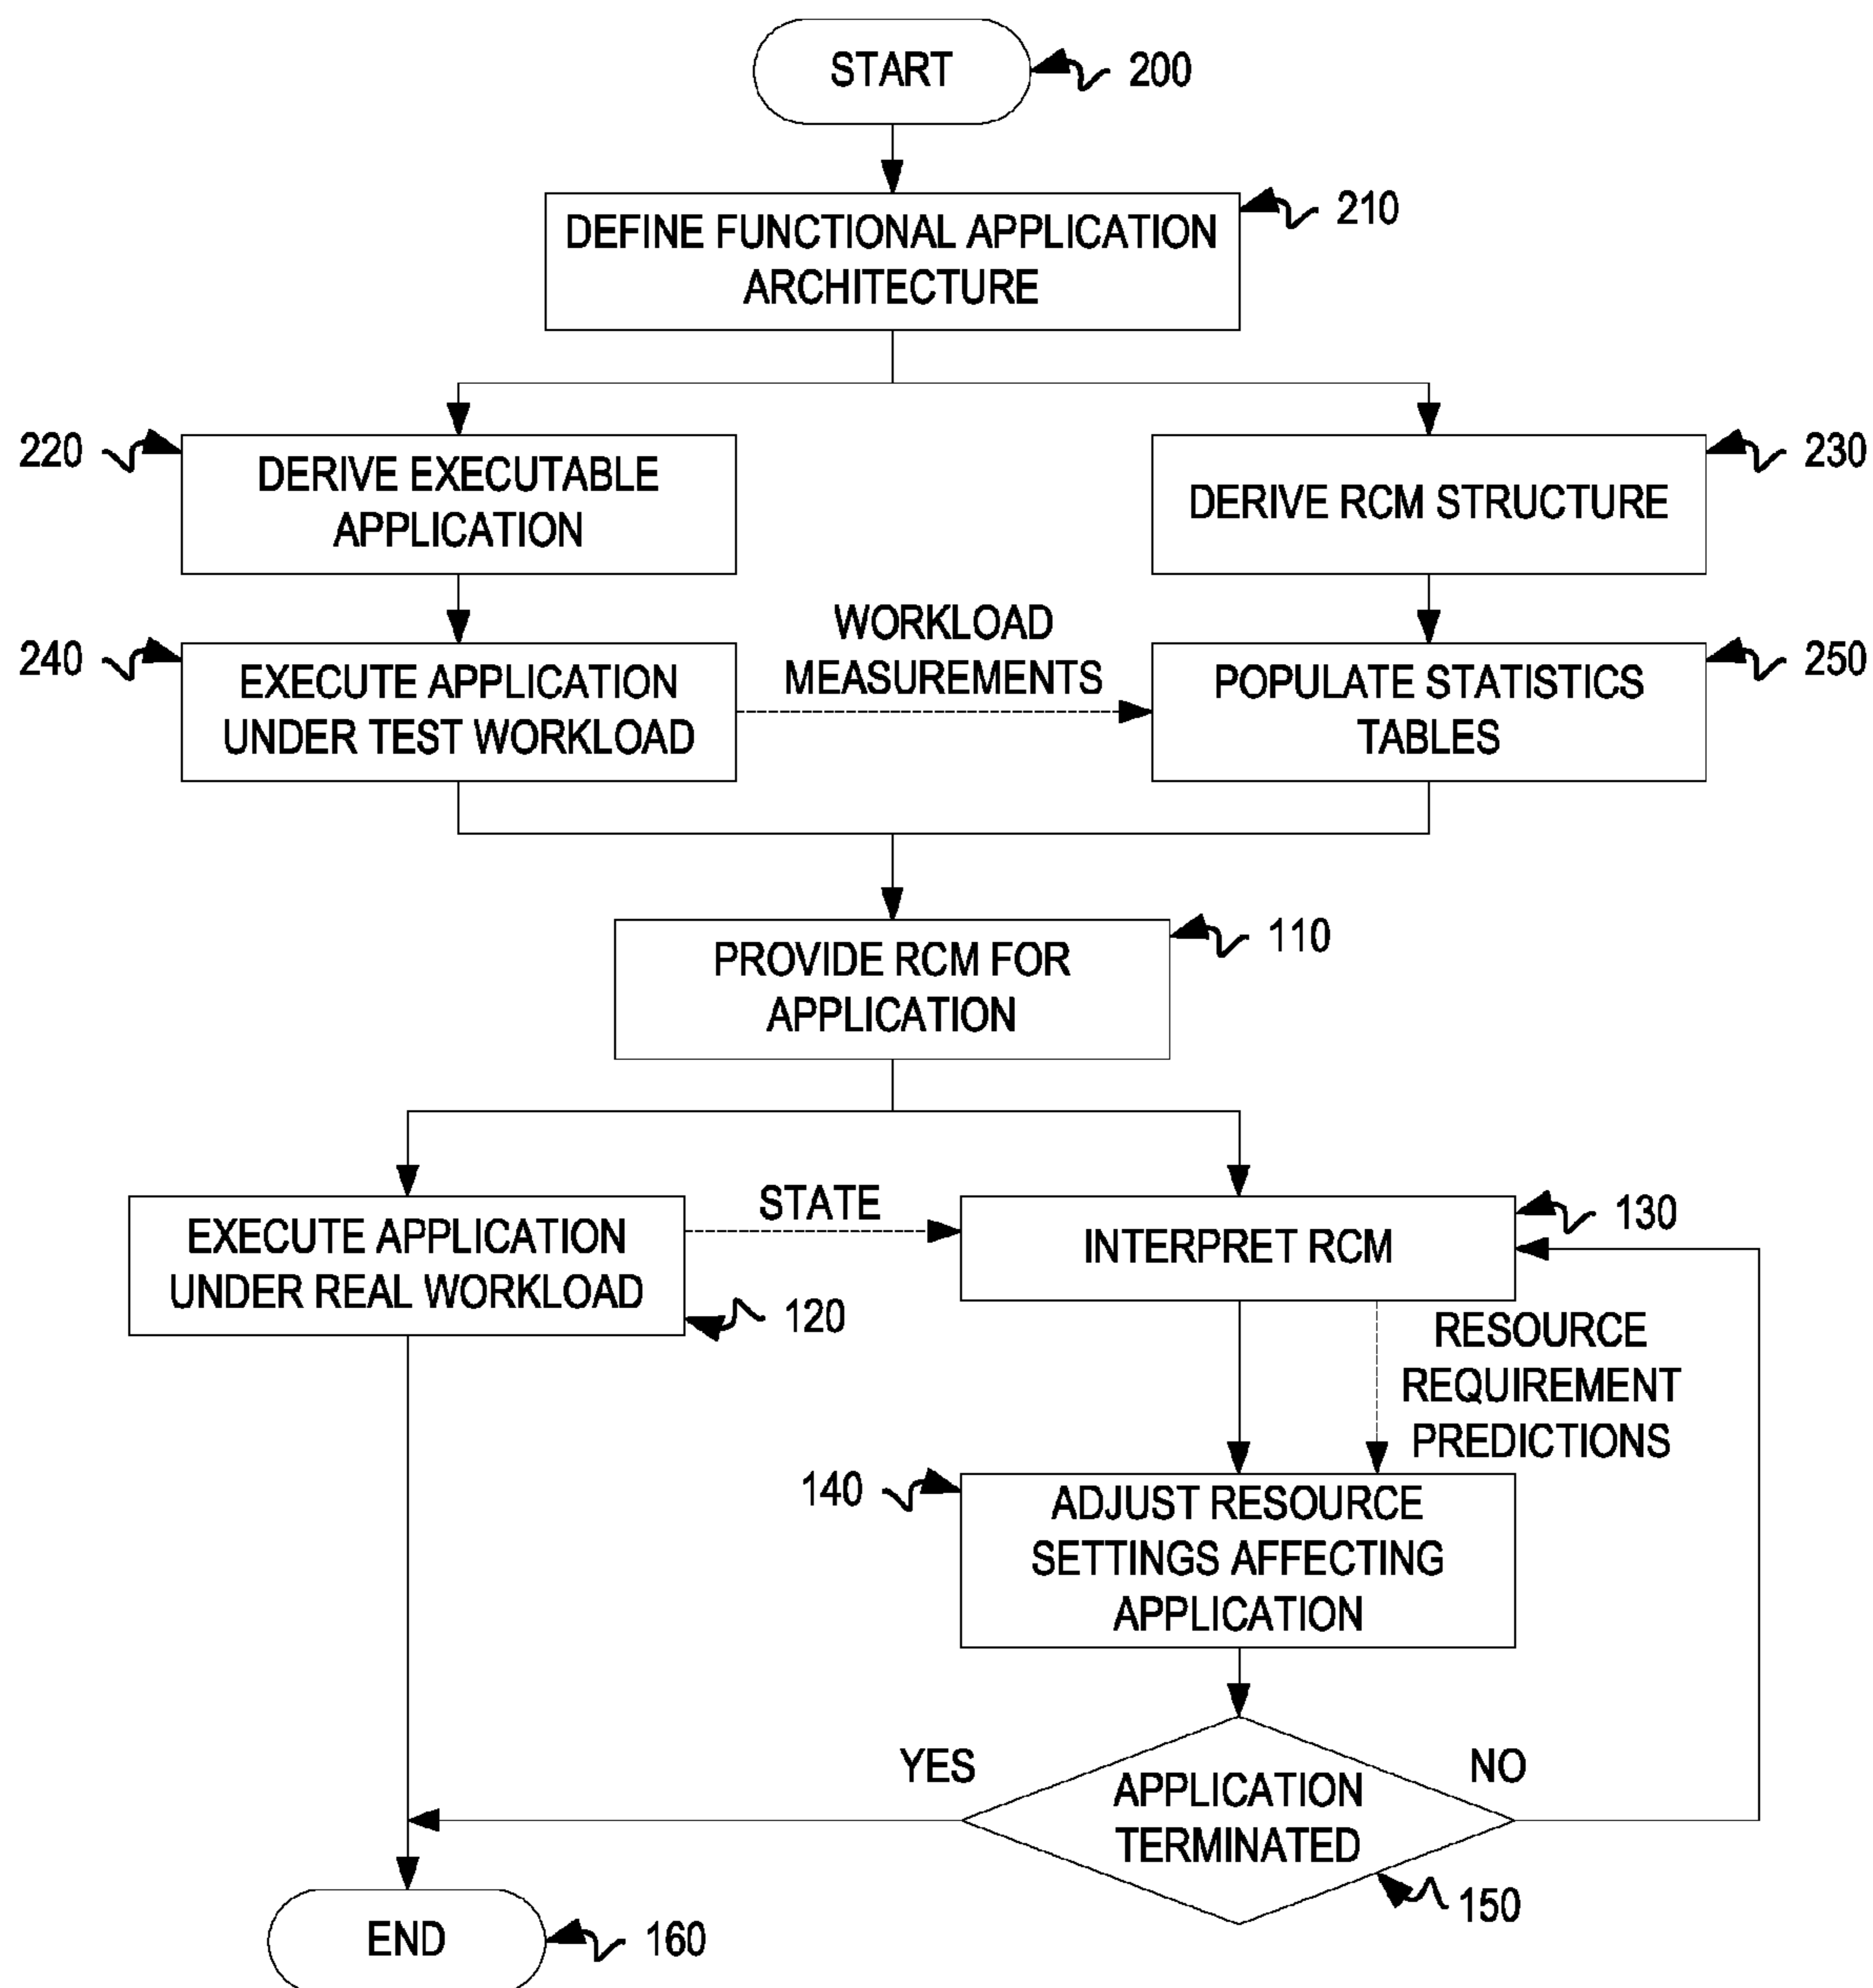 START
200
DEFINE FUNCTIONAL APPLICATION
ARCHITECTURE
210
220
DERIVE EXECUTABLE
APPLICATION
DERIVE RCM STRUCTURE
230
240
EXECUTE APPLICATION
UNDER TEST WORKLOAD
WORKLOAD
MEASUREMENTS
POPULATE STATISTICS
TABLES
250
PROVIDE RCM FOR
APPLICATION
110
EXECUTE APPLICATION
UNDER REAL WORKLOAD
120
STATE
INTERPRET RCM
130
RESOURCE
REQUIREMENT
PREDICTIONS
140
ADJUST RESOURCE
SETTINGS AFFECTING
APPLICATION
YES
APPLICATION
TERMINATED
NO
150
END
160